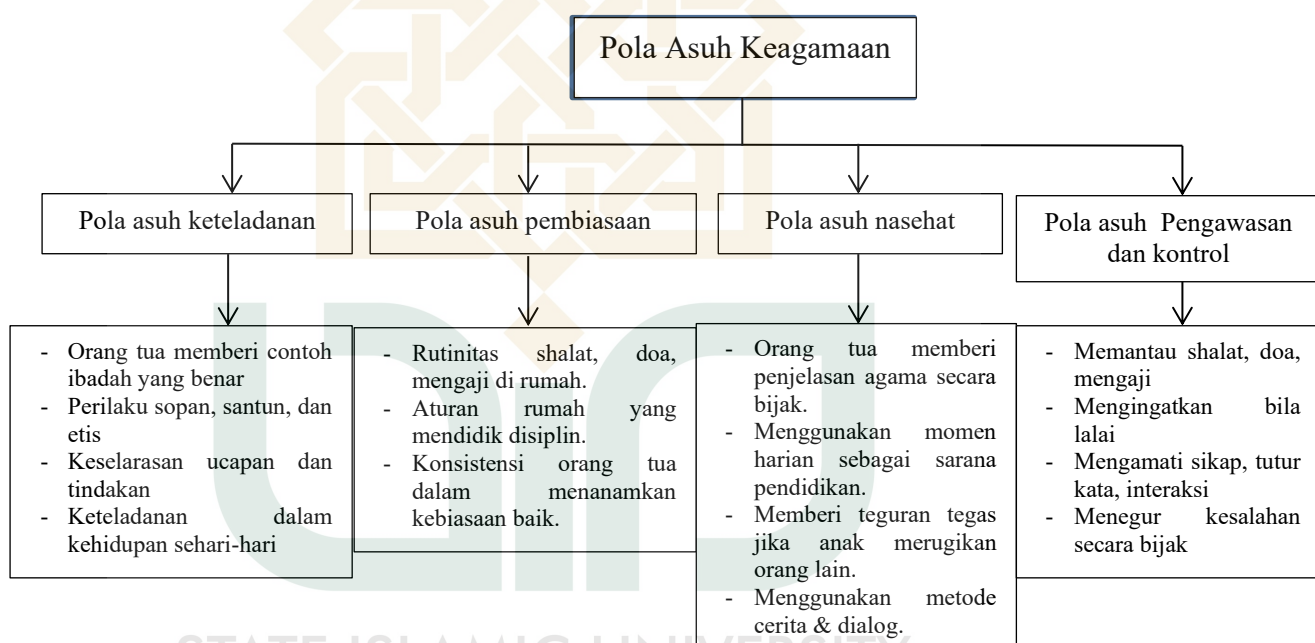 Pola Asuh Keagamaan
Pola asuh keteladanan
Pola asuh pembiasaan
Pola asuh nasehat
Pola asuh Pengawasan
dan kontrol
- Orang tua memberi contoh
ibadah yang benar
- Perilaku sopan, santun, dan
etis
- Keselarasan ucapan dan
tindakan
- Keteladanan dalam
kehidupan sehari-hari
- Rutinitas shalat, doa,
mengaji di rumah.
- Aturan rumah yang
mendidik disiplin.
- Konsistensi orang tua
dalam menanamkan
kebiasaan baik.
- Orang tua memberi
penjelasan agama secara
bijak.
- Menggunakan momen
harian sebagai sarana
pendidikan.
- Memberi teguran tegas
jika anak merugikan
orang lain.
- Menggunakan metode
cerita & dialog.
- Memantau shalat, doa,
mengaji
- Mengingatkan bila
lalai
- Mengamati sikap, tutur
kata, interaksi
- Menegur kesalahan
secara bijak
STATE ISLAMIC UNIVERSITY